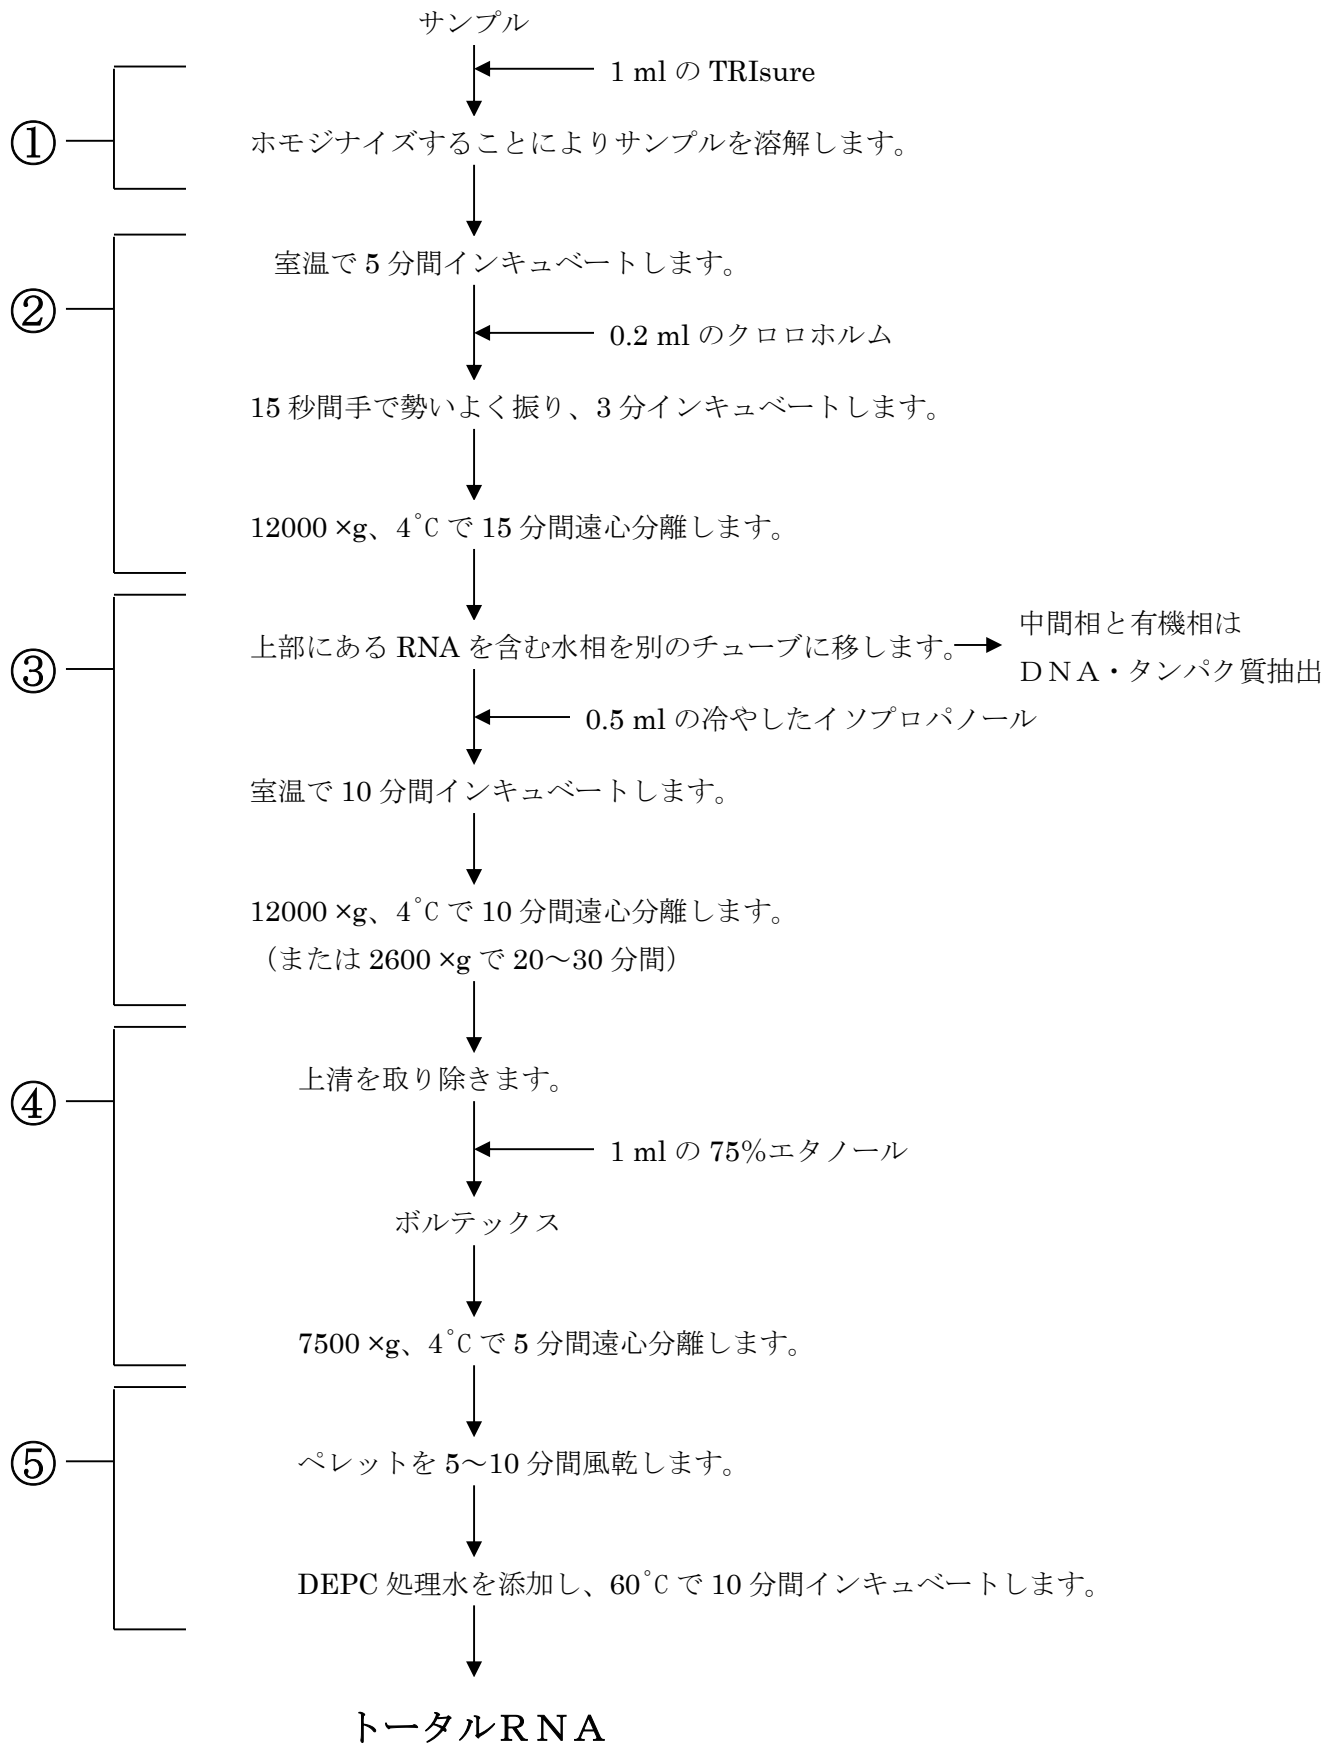 サンプル
1 ml の TRIsure
①
ホモジナイズすることによりサンプルを溶解します。
②
室温で 5 分間インキュベートします。
0.2 ml のクロロホルム
15 秒間手で勢いよく振り、3 分インキュベートします。
12000 ×g、4℃で 15 分間遠心分離します。
③
上部にある RNA を含む水相を別のチューブに移します。
中間相と有機相は
ＤＮＡ・タンパク質抽出
0.5 ml の冷やしたイソプロパノール
室温で 10 分間インキュベートします。
12000 ×g、4℃で 10 分間遠心分離します。
（または 2600 ×g で 20～30 分間）
④
上清を取り除きます。
1 ml の 75%エタノール
ボルテックス
7500 ×g、4℃で 5 分間遠心分離します。
⑤
ペレットを 5～10 分間風乾します。
DEPC 処理水を添加し、60℃で 10 分間インキュベートします。
トータルＲＮＡ